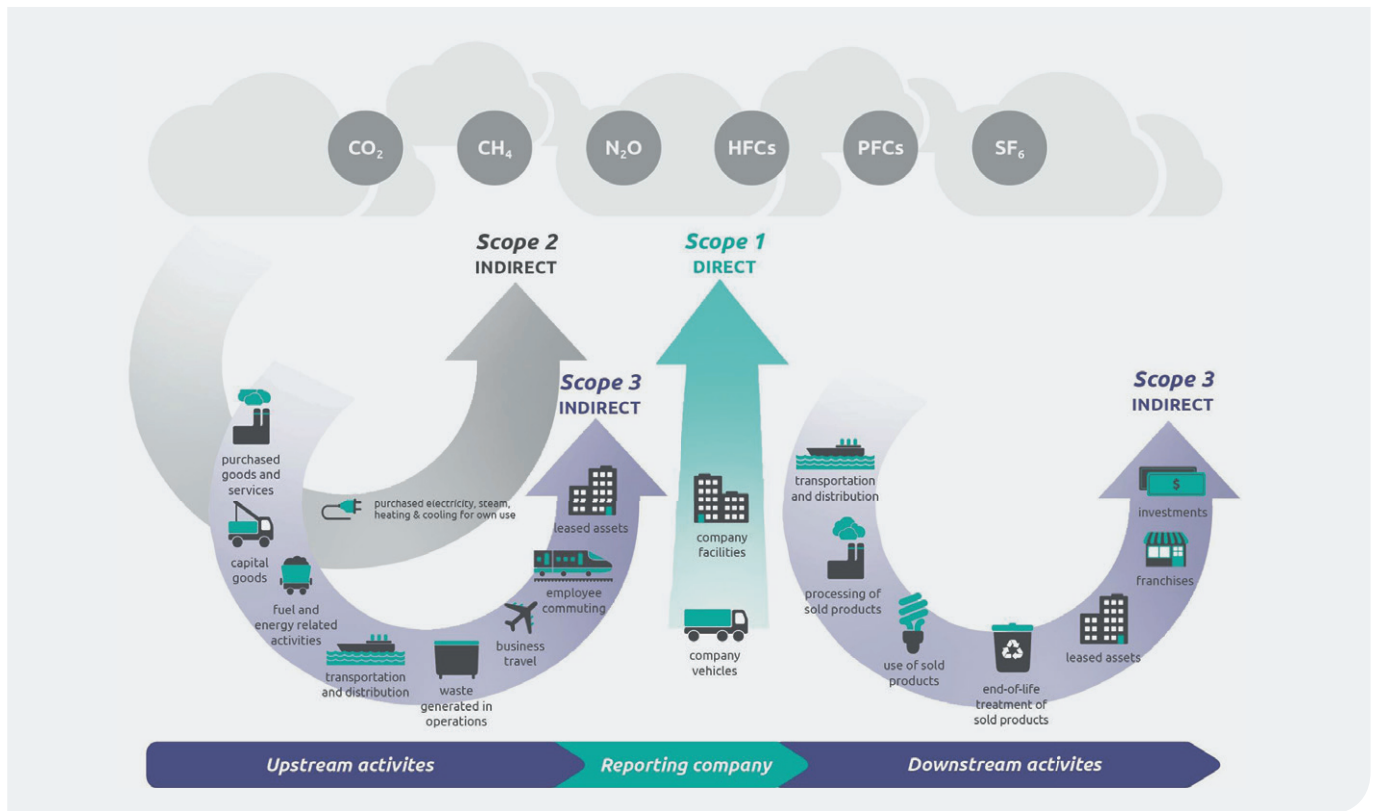 CO₂
CH₄
N₂O
HFCs
PFCs
SF₆
Scope 2
INDIRECT
Scope 1
DIRECT
Scope 3
INDIRECT
Scope 3
INDIRECT
purchased
goods and
services
capital
goods
fuel and
energy related
activities
purchased electricity, steam,
heating & cooling for own use
transportation
and distribution
waste
generated in
operations
business
travel
employee
commuting
leased assets
company
facilities
company
vehicles
transportation
and distribution
processing of
sold products
use of sold
products
end-of-life
treatment of
sold products
leased assets
franchises
$
investments
Upstream activites
Reporting company
Downstream activites